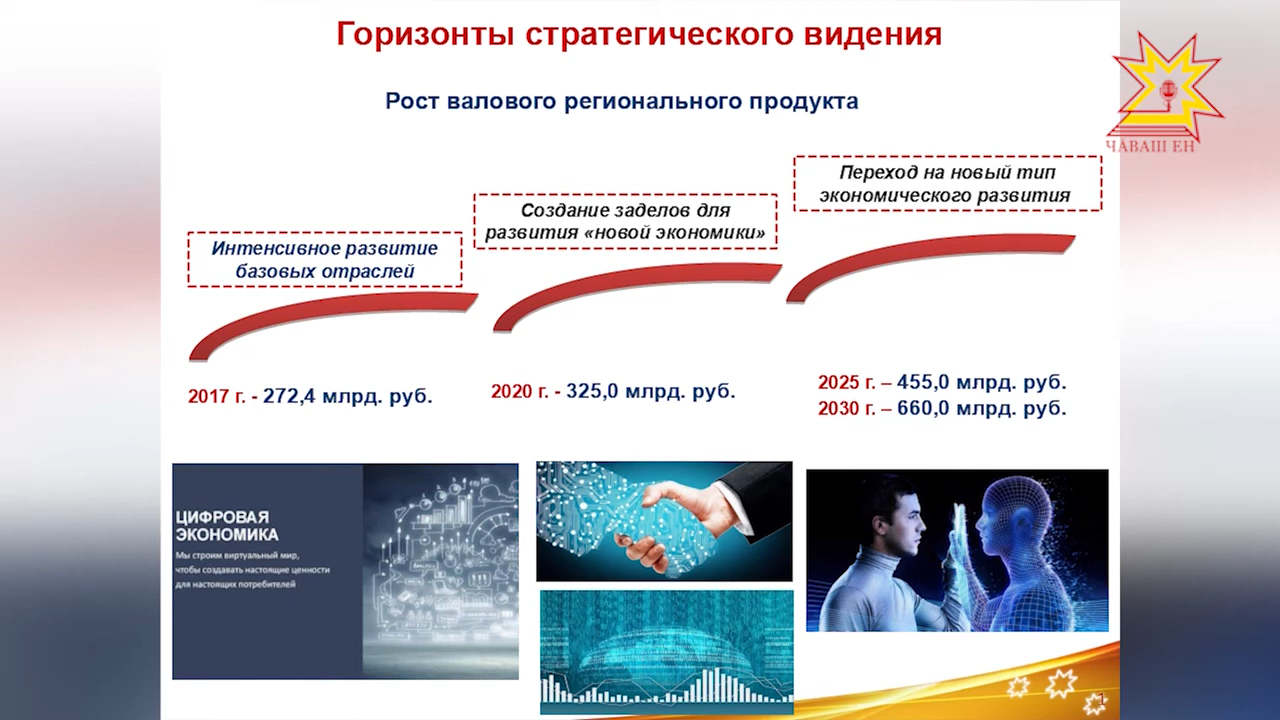 Горизонты стратегического видения
Рост валового регионального продукта
ЧӐВАШ ЕН
Переход на новый тип
экономического развития
Создание заделов для
развития «новой экономики»
Интенсивное развитие
базовых отраслей
2017 г. - 272,4 млрд. руб.
2020 г. - 325,0 млрд. руб.
2025 г. – 455,0 млрд. руб.
2030 г. – 660,0 млрд. руб.
ЦИФРОВАЯ
ЭКОНОМИКА
Мы строим виртуальный мир,
чтобы создавать настоящие ценности
для настоящих потребителей
1